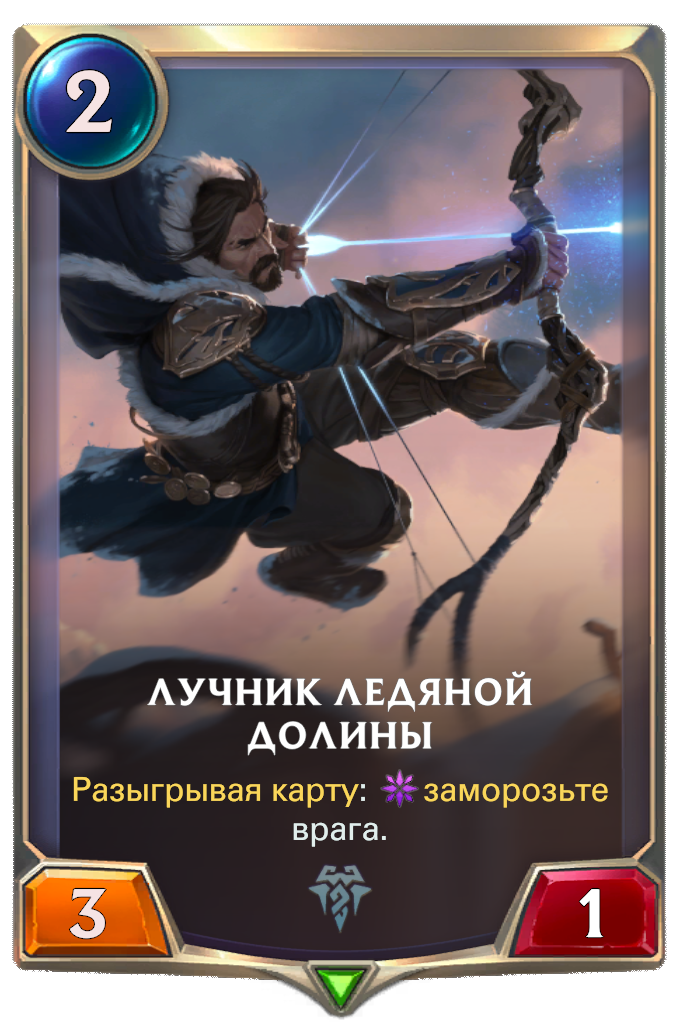 2
ЛУЧНИК ЛЕДЯНОЙ
ДОЛИНЫ
Разыгрывая карту: заморозьте
врага.
3
1